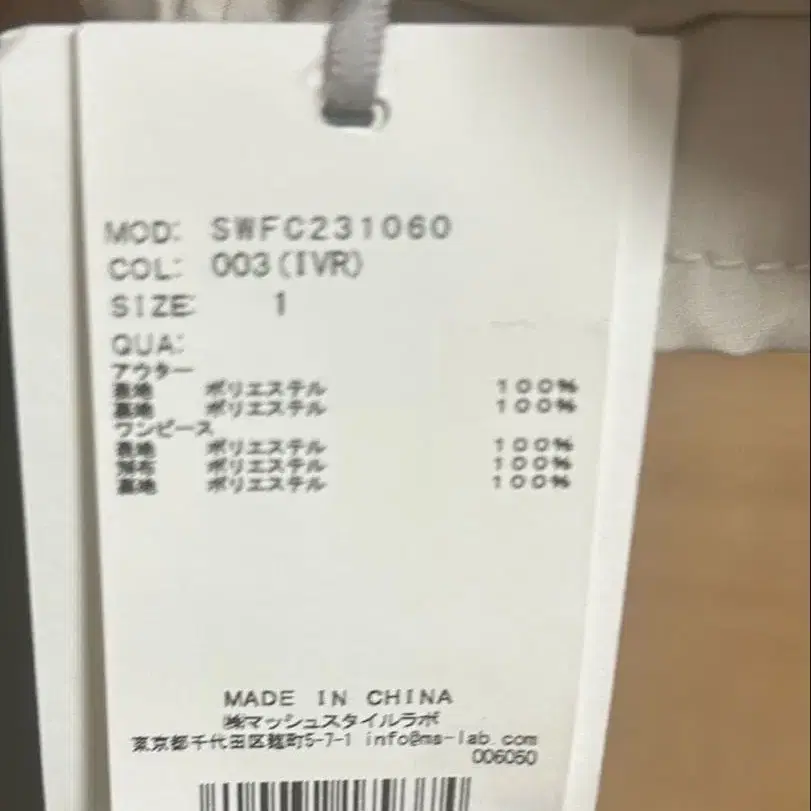 MOD: SWFC231060
COL: 003(IVR)
SIZE: 1
QUA:
アウター
表地 ポリエステル 100%
裏地 ポリエステル 100%
ワンピース
表地 ポリエステル 100%
別布 ポリエステル 100%
裏地 ポリエステル 100%
MADE IN CHINA
㈱マッシュスタイルラボ
東京都千代田区麹町5-7-1 info@ms-lab.com
006050